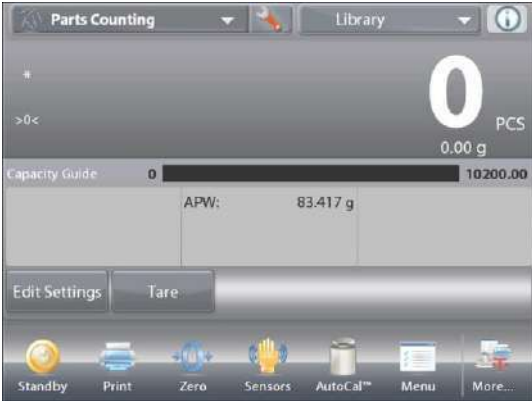 Parts Counting
Library
*
>0<
0 PCS
0.00 g
Capacity Guide 0 10200.00
APW: 83.417 g
Edit Settings Tare
Standby Print Zero Sensors AutoCal™ Menu More...